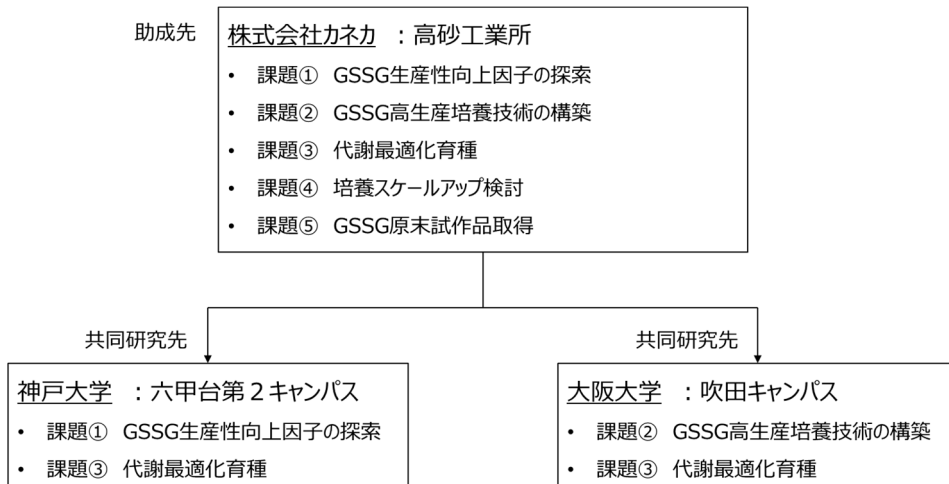 助成先
株式会社カネカ ：高砂工業所
• 課題① GSSG生産性向上因子の探索
• 課題② GSSG高生産培養技術の構築
• 課題③ 代謝最適化育種
• 課題④ 培養スケールアップ検討
• 課題⑤ GSSG原末試作品取得
共同研究先
神戸大学 ：六甲台第２キャンパス
• 課題① GSSG生産性向上因子の探索
• 課題③ 代謝最適化育種
共同研究先
大阪大学 ：吹田キャンパス
• 課題② GSSG高生産培養技術の構築
• 課題③ 代謝最適化育種